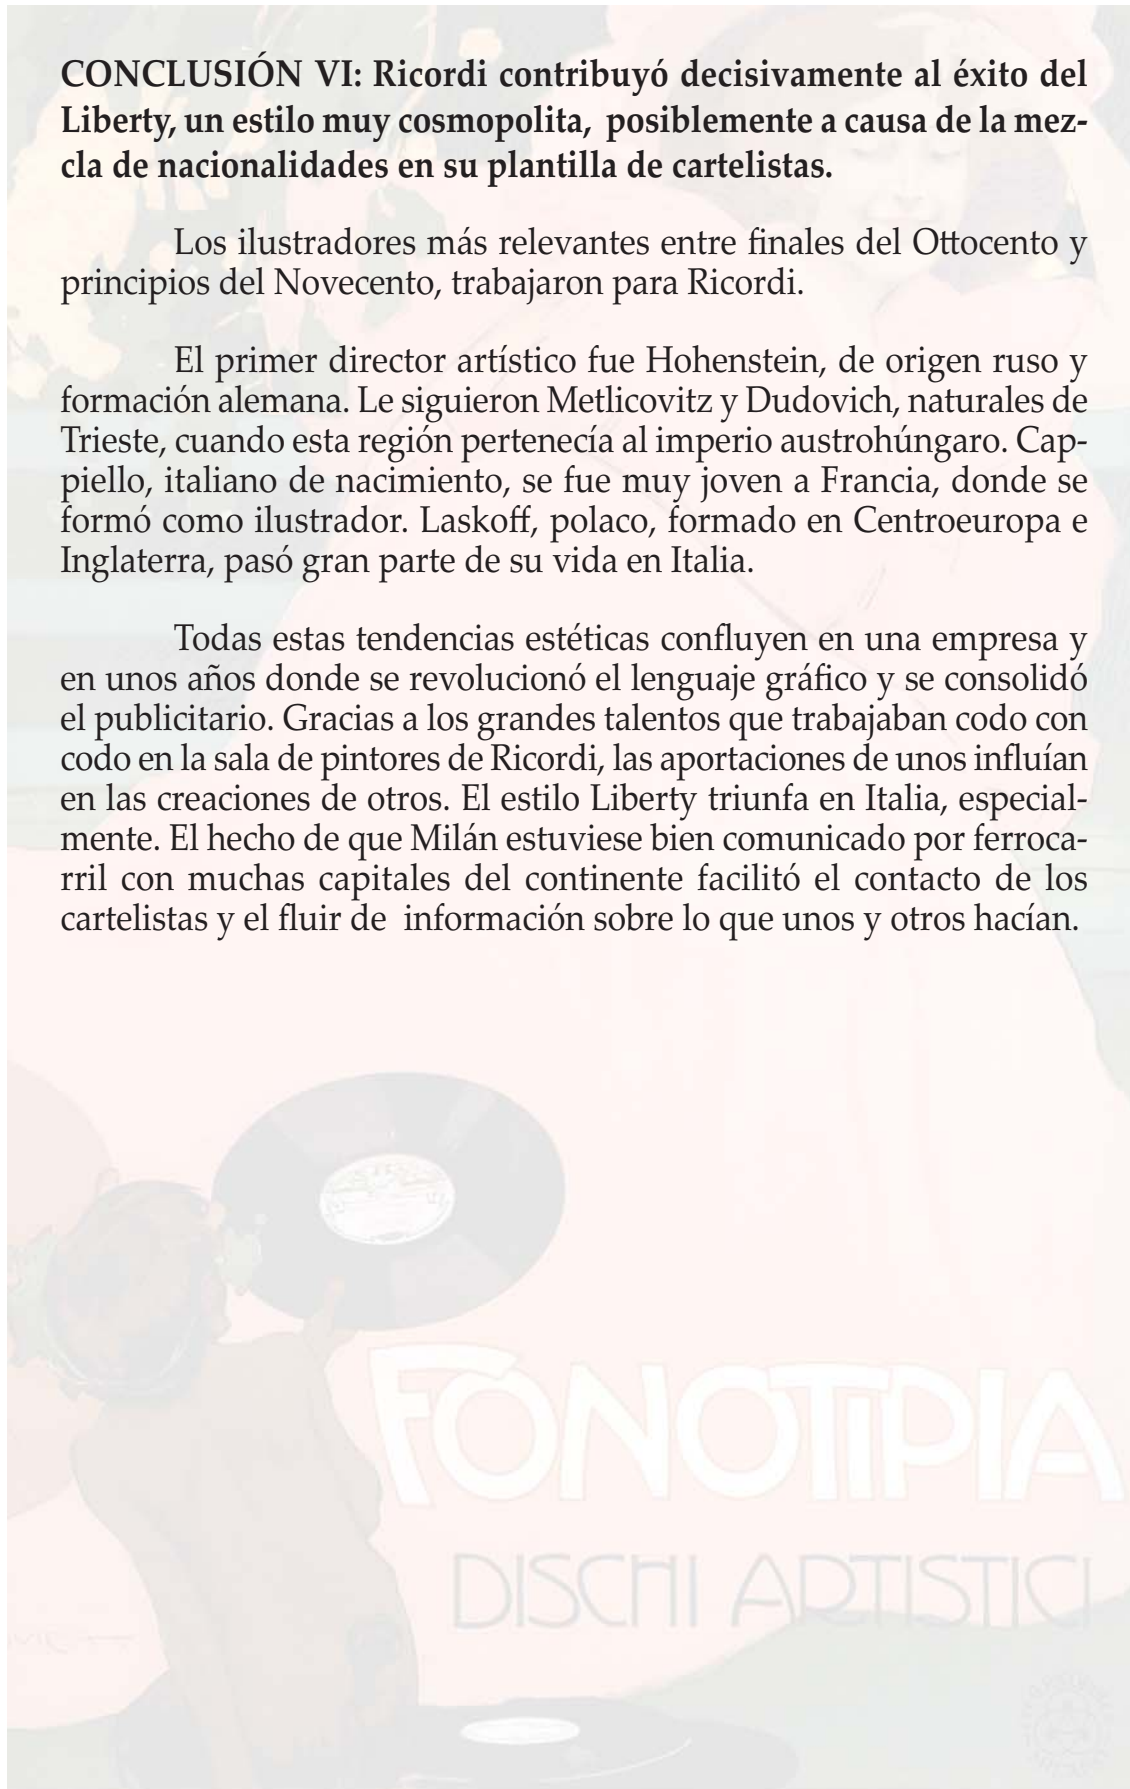 CONCLUSIÓN VI: Ricordi contribuyó decisivamente al éxito del
Liberty, un estilo muy cosmopolita, posiblemente a causa de la mez-
cla de nacionalidades en su plantilla de cartelistas.
Los ilustradores más relevantes entre finales del Ottocento y
principios del Novecento, trabajaron para Ricordi.
El primer director artístico fue Hohenstein, de origen ruso y
formación alemana. Le siguieron Metlicovitz y Dudovich, naturales de
Trieste, cuando esta región pertenecía al imperio austrohúngaro. Cap-
piello, italiano de nacimiento, se fue muy joven a Francia, donde se
formó como ilustrador. Laskoff, polaco, formado en Centroeuropa e
Inglaterra, pasó gran parte de su vida en Italia.
Todas estas tendencias estéticas confluyen en una empresa y
en unos años donde se revolucionó el lenguaje gráfico y se consolidó
el publicitario. Gracias a los grandes talentos que trabajaban codo con
codo en la sala de pintores de Ricordi, las aportaciones de unos influían
en las creaciones de otros. El estilo Liberty triunfa en Italia, especial-
mente. El hecho de que Milán estuviese bien comunicado por ferroca-
rril con muchas capitales del continente facilitó el contacto de los
cartelistas y el fluir de información sobre lo que unos y otros hacían.
FONOTIPIA
DISCHI ARTISTICI